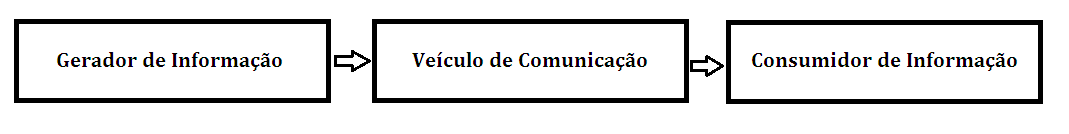 Gerador de Informação
Veículo de Comunicação
Consumidor de Informação